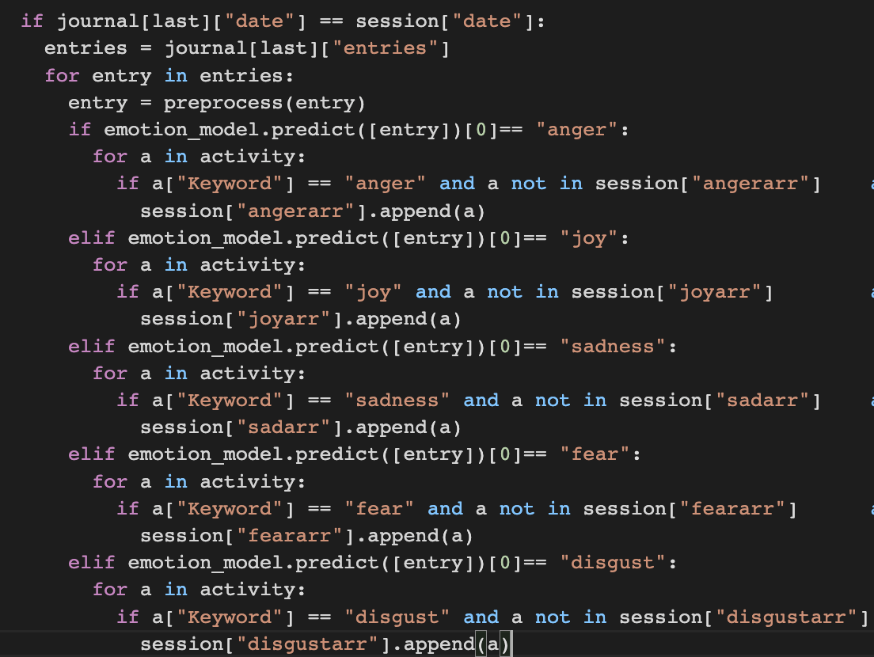 if journal[last]["date"] == session["date"]:
entries = journal[last]["entries"]
for entry in entries:
entry = preprocess(entry)
if emotion_model.predict([entry])[0]== "anger":
for a in activity:
if a["Keyword"] == "anger" and a not in session["angerarr"]
session["angerarr"].append(a)
elif emotion_model.predict([entry])[0]== "joy":
for a in activity:
if a["Keyword"] == "joy" and a not in session["joyarr"]
session["joyarr"].append(a)
elif emotion_model.predict([entry])[0]== "sadness":
for a in activity:
if a["Keyword"] == "sadness" and a not in session["sadarr"]
session["sadarr"].append(a)
elif emotion_model.predict([entry])[0]== "fear":
for a in activity:
if a["Keyword"] == "fear" and a not in session["feararr"]
session["feararr"].append(a)
elif emotion_model.predict([entry])[0]== "disgust":
for a in activity:
if a["Keyword"] == "disgust" and a not in session["disgustarr"]
session["disgustarr"].append(a)